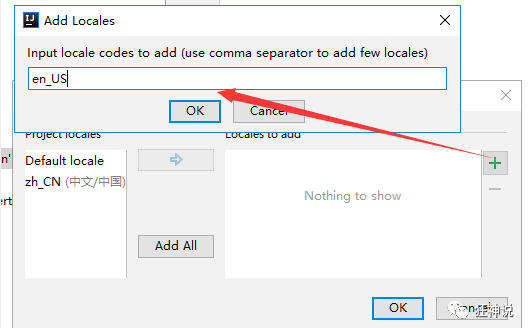 Add Locales
Input locale codes to add (use comma separator to add few locales)
en_US
OK
Cancel
Project locales
Locales to add
Default locale
zh_CN (中文/中国)
Nothing to show
Add All
OK
狂神说
n'
ert